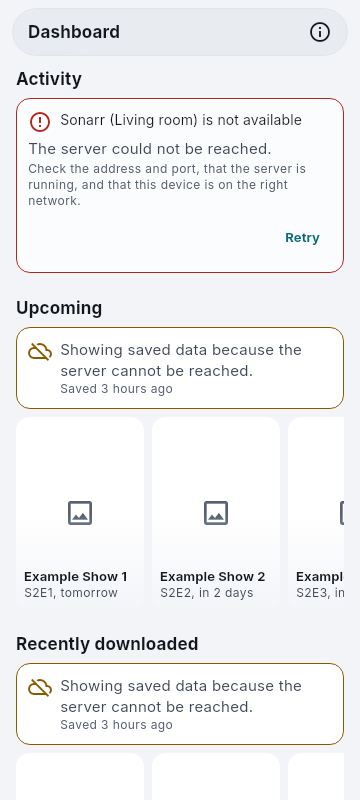 Dashboard
Activity
Sonarr (Living room) is not available
The server could not be reached.
Check the address and port, that the server is
running, and that this device is on the right
network.
Retry
Upcoming
Showing saved data because the
server cannot be reached.
Saved 3 hours ago
Example Show 1
S2E1, tomorrow
Example Show 2
S2E2, in 2 days
S2E3, in
Recently downloaded
Showing saved data because the
server cannot be reached.
Saved 3 hours ago